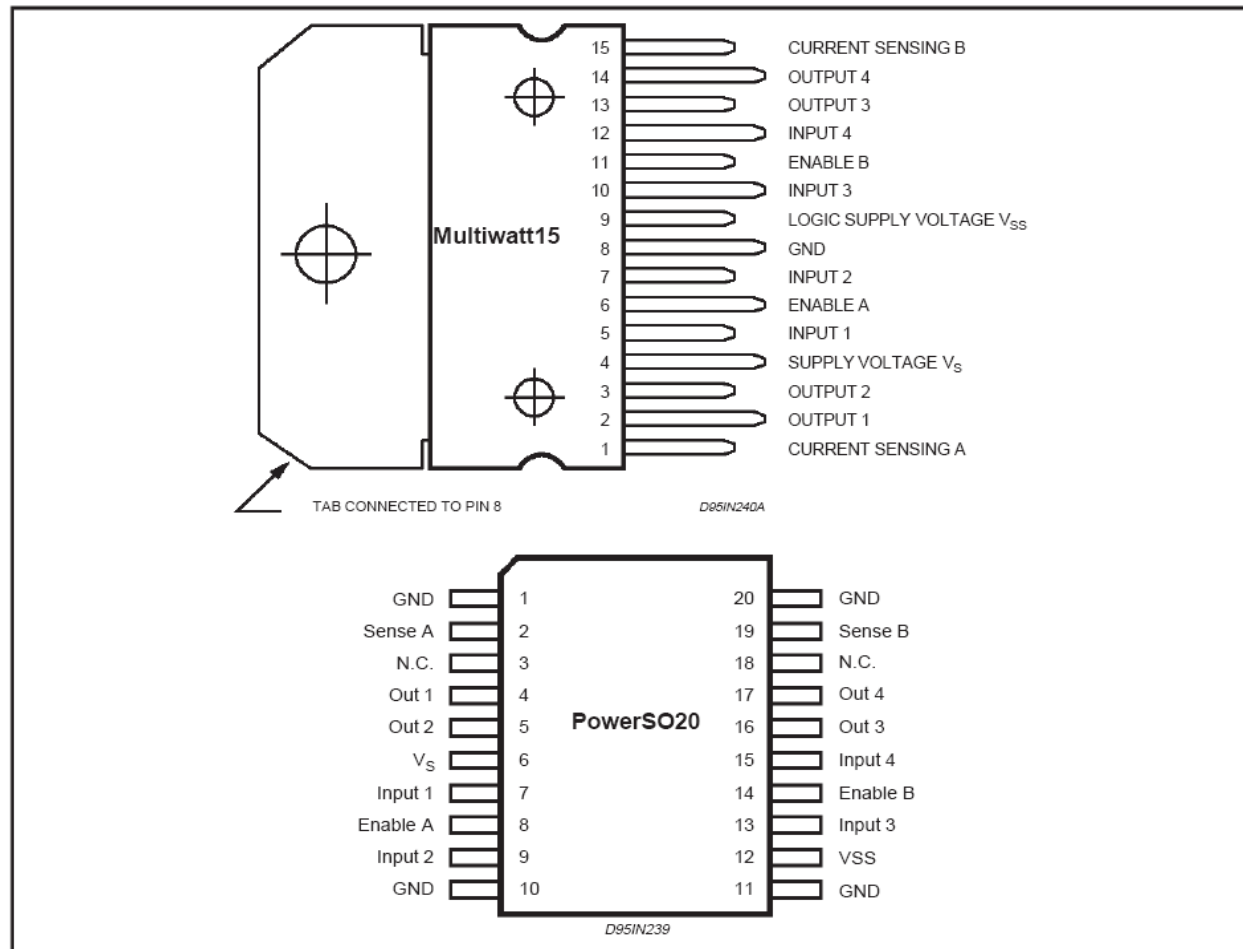 15 CURRENT SENSING B
14 OUTPUT 4
13 OUTPUT 3
12 INPUT 4
11 ENABLE B
10 INPUT 3
9 LOGIC SUPPLY VOLTAGE VSS
Multiwatt15
8 GND
7 INPUT 2
6 ENABLE A
5 INPUT 1
4 SUPPLY VOLTAGE VS
3 OUTPUT 2
2 OUTPUT 1
1 CURRENT SENSING A
TAB CONNECTED TO PIN 8 D95IN240A
GND 1 20 GND
Sense A 2 19 Sense B
N.C. 3 18 N.C.
Out 1 4 17 Out 4
Out 2 5 PowerSO20 16 Out 3
VS 6 15 Input 4
Input 1 7 14 Enable B
Enable A 8 13 Input 3
Input 2 9 12 VSS
GND 10 11 GND
D95IN239